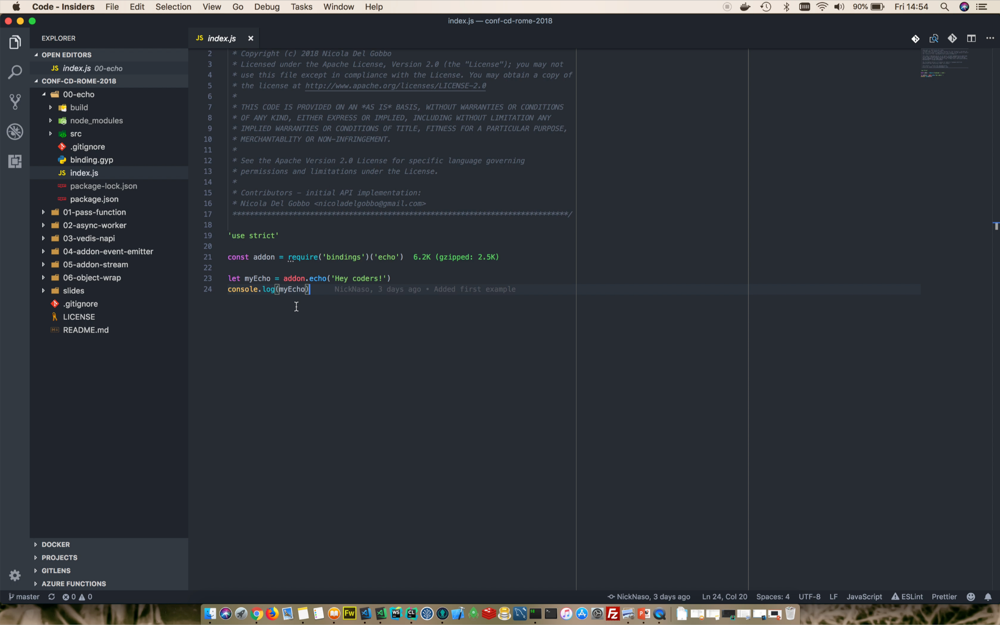 Code - Insiders File Edit Selection View Go Debug Tasks Window Help 90% Fri 14:54
index.js — conf-cd-rome-2018
EXPLORER
OPEN EDITORS
JS index.js 00-echo
CONF-CD-ROME-2018
00-echo
build
node_modules
src
.gitignore
binding.gyp
JS index.js
package-lock.json
package.json
01-pass-function
02-async-worker
03-vedis-napi
04-addon-event-emitter
05-addon-stream
06-object-wrap
slides
.gitignore
LICENSE
README.md
DOCKER
PROJECTS
GITLENS
AZURE FUNCTIONS
JS index.js
2 * Copyright (c) 2018 Nicola Del Gobbo
3 * Licensed under the Apache License, Version 2.0 (the "License"); you may not
4 * use this file except in compliance with the License. You may obtain a copy of
5 * the license at http://www.apache.org/licenses/LICENSE-2.0
6 *
7 * THIS CODE IS PROVIDED ON AN *AS IS* BASIS, WITHOUT WARRANTIES OR CONDITIONS
8 * OF ANY KIND, EITHER EXPRESS OR IMPLIED, INCLUDING WITHOUT LIMITATION ANY
9 * IMPLIED WARRANTIES OR CONDITIONS OF TITLE, FITNESS FOR A PARTICULAR PURPOSE,
10 * MERCHANTABLITY OR NON-INFRINGEMENT.
11 *
12 * See the Apache Version 2.0 License for specific language governing
13 * permissions and limitations under the License.
14 *
15 * Contributors - initial API implementation:
16 * Nicola Del Gobbo <nicoladelgobbo@gmail.com>
17 ******************************************************************************/
18
19 'use strict'
20
21 const addon = require('bindings')('echo') 6.2K (gzipped: 2.5K)
22
23 let myEcho = addon.echo('Hey coders!')
24 console.log(myEcho) NickNaso, 3 days ago • Added first example
master 0 0 NickNaso, 3 days ago Ln 24, Col 20 Spaces: 4 UTF-8 LF JavaScript ESLint Prettier
Fw WS CL FZ